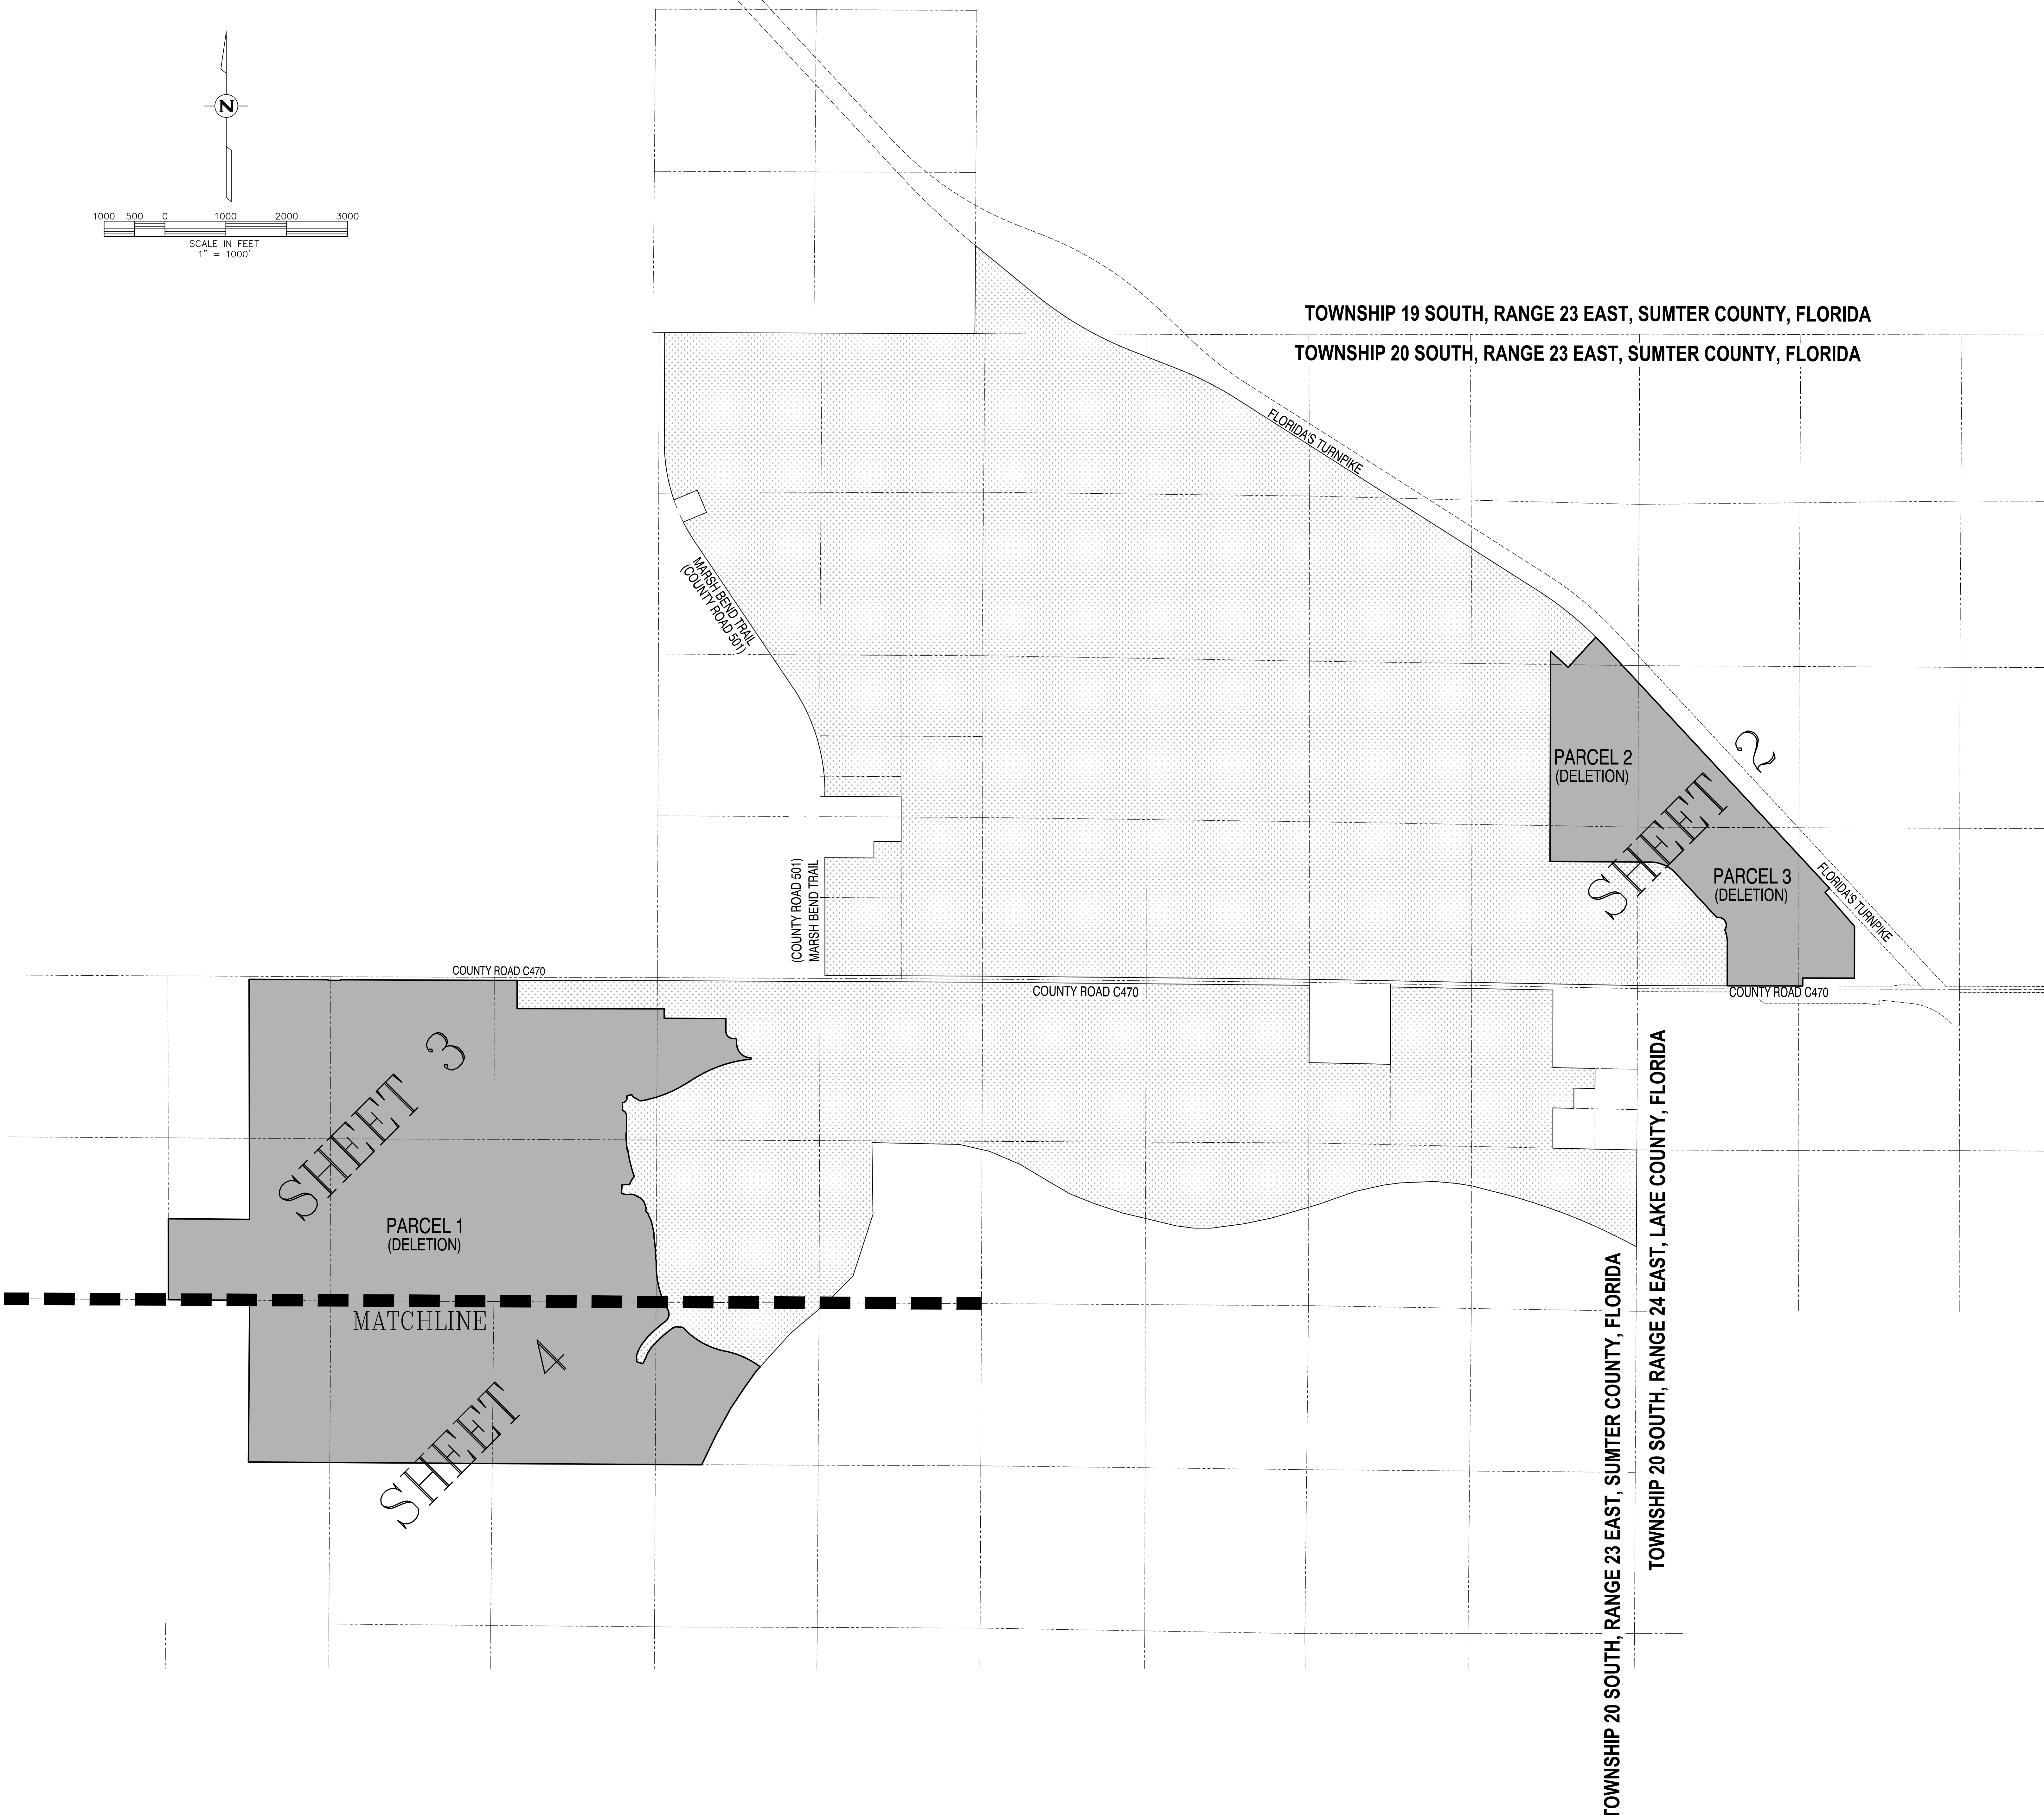 N
1000 500 0 1000 2000 3000
SCALE IN FEET
1" = 1000'
TOWNSHIP 19 SOUTH, RANGE 23 EAST, SUMTER COUNTY, FLORIDA
TOWNSHIP 20 SOUTH, RANGE 23 EAST, SUMTER COUNTY, FLORIDA
FLORIDA'S TURNPIKE
MARSH BEND TRAIL
(COUNTY ROAD 501)
PARCEL 2
(DELETION)
SHEET 2
PARCEL 3
(DELETION)
FLORIDA'S TURNPIKE
(COUNTY ROAD 501)
MARSH BEND TRAIL
COUNTY ROAD C470
COUNTY ROAD C470
COUNTY ROAD C470
SHEET 3
PARCEL 1
(DELETION)
MATCHLINE
SHEET 4
TOWNSHIP 20 SOUTH, RANGE 23 EAST, SUMTER COUNTY, FLORIDA
TOWNSHIP 20 SOUTH, RANGE 24 EAST, LAKE COUNTY, FLORIDA